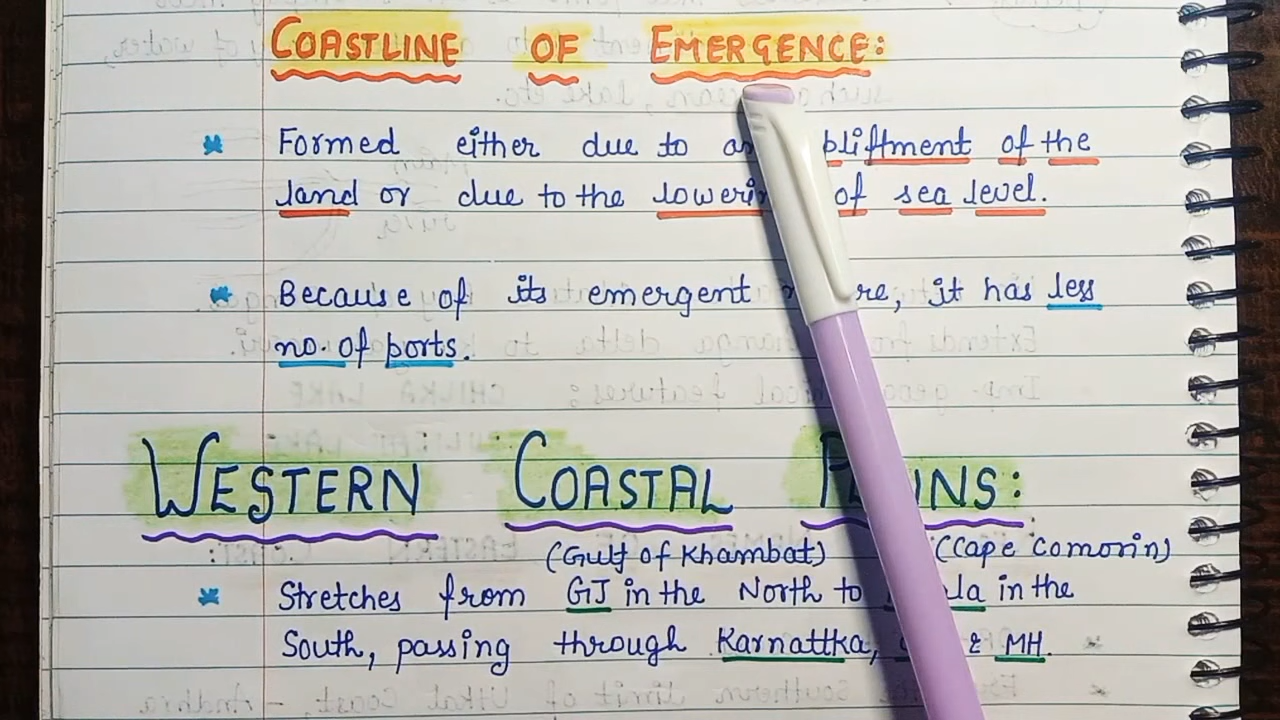 COASTLINE OF EMERGENCE:
* Formed either due to an upliftment of the
land or due to the lowering of sea level.
* Because of its emergent nature, it has less
no. of ports.
WESTERN COASTAL PLAINS:
(Gulf of Khambat) (Cape Comorin)
* Stretches from GJ in the North to Kerala in the
South, passing through Karnattka, & MH.